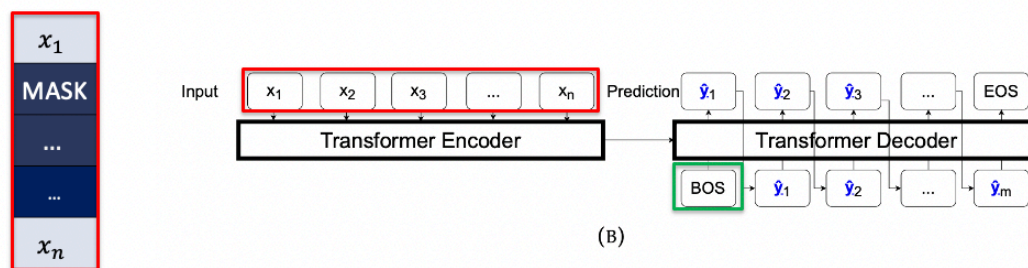 x₁
MASK
...
...
xₙ
Input x₁ x₂ x₃ ... xₙ Prediction ŷ₁ ŷ₂ ŷ₃ ... EOS
Transformer Encoder Transformer Decoder
BOS ŷ₁ ŷ₂ ... ŷₘ
(B)